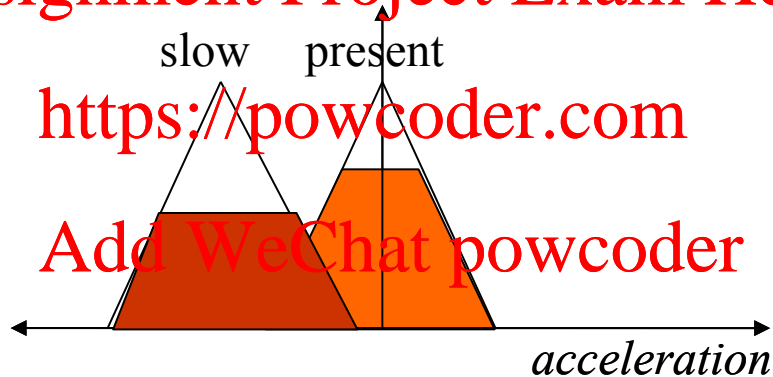 slow present
https://powcoder.com
Add WeChat powcoder
acceleration